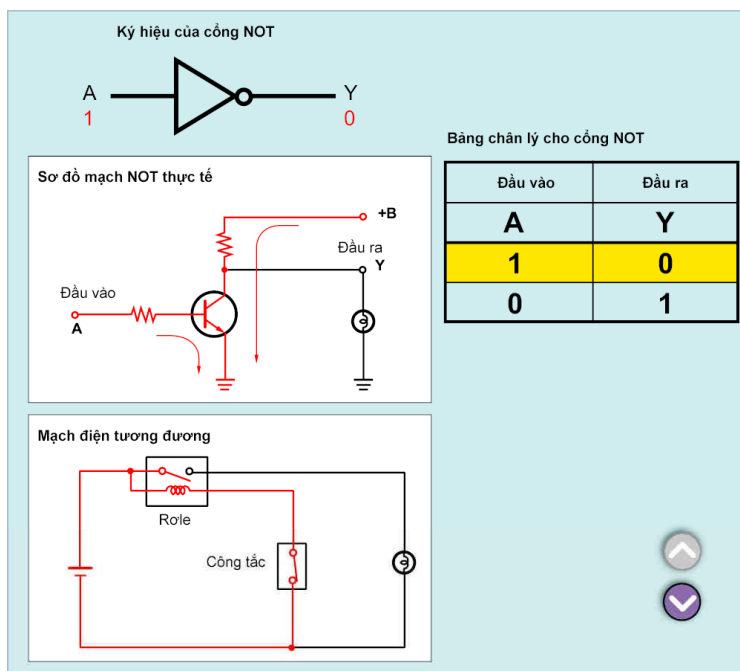 Ký hiệu của cổng NOT
A
Y
1
0
Bảng chân lý cho cổng NOT
Đầu vào Đầu ra
A Y
1 0
0 1
Sơ đồ mạch NOT thực tế
+B
Đầu ra
Y
Đầu vào
A
Mạch điện tương đương
Rơle
Công tắc